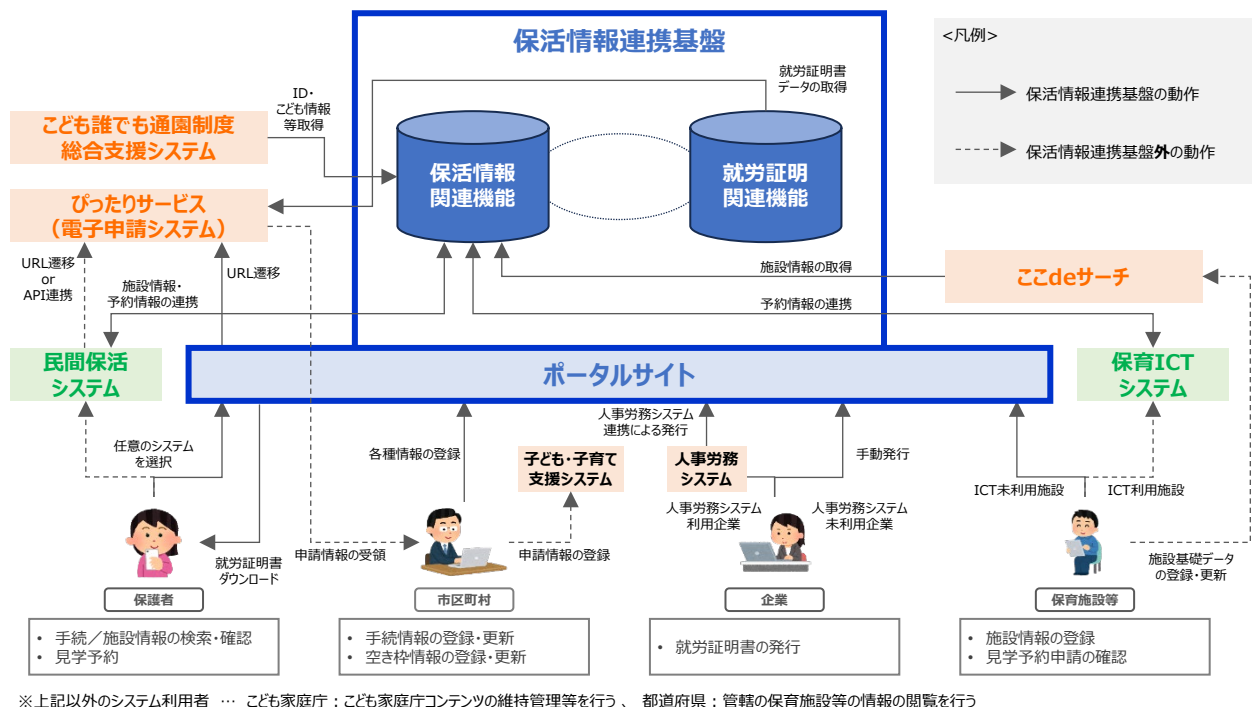 保活情報連携基盤
<凡例>
保活情報連携基盤の動作
保活情報連携基盤外の動作
就労証明書
データの取得
ID・
こども情報
等取得
こども誰でも通園制度
総合支援システム
保活情報
関連機能
就労証明
関連機能
ぴったりサービス
（電子申請システム）
URL遷移
or
API連携
施設情報・
予約情報の連携
URL遷移
施設情報の取得
ここdeサーチ
予約情報の連携
民間保活
システム
ポータルサイト
保育ICT
システム
任意のシステム
を選択
各種情報の登録
人事労務システム
連携による発行
手動発行
子ども・子育て
支援システム
人事労務
システム
ICT未利用施設
ICT利用施設
人事労務システム
利用企業
人事労務システム
未利用企業
就労証明書
ダウンロード
申請情報の受領
申請情報の登録
施設基礎データ
の登録・更新
保護者
市区町村
企業
保育施設等
• 手続／施設情報の検索・確認
• 見学予約
• 手続情報の登録・更新
• 空き枠情報の登録・更新
• 就労証明書の発行
• 施設情報の登録
• 見学予約申請の確認
※上記以外のシステム利用者 … こども家庭庁：こども家庭庁コンテンツの維持管理等を行う 、 都道府県：管轄の保育施設等の情報の閲覧を行う